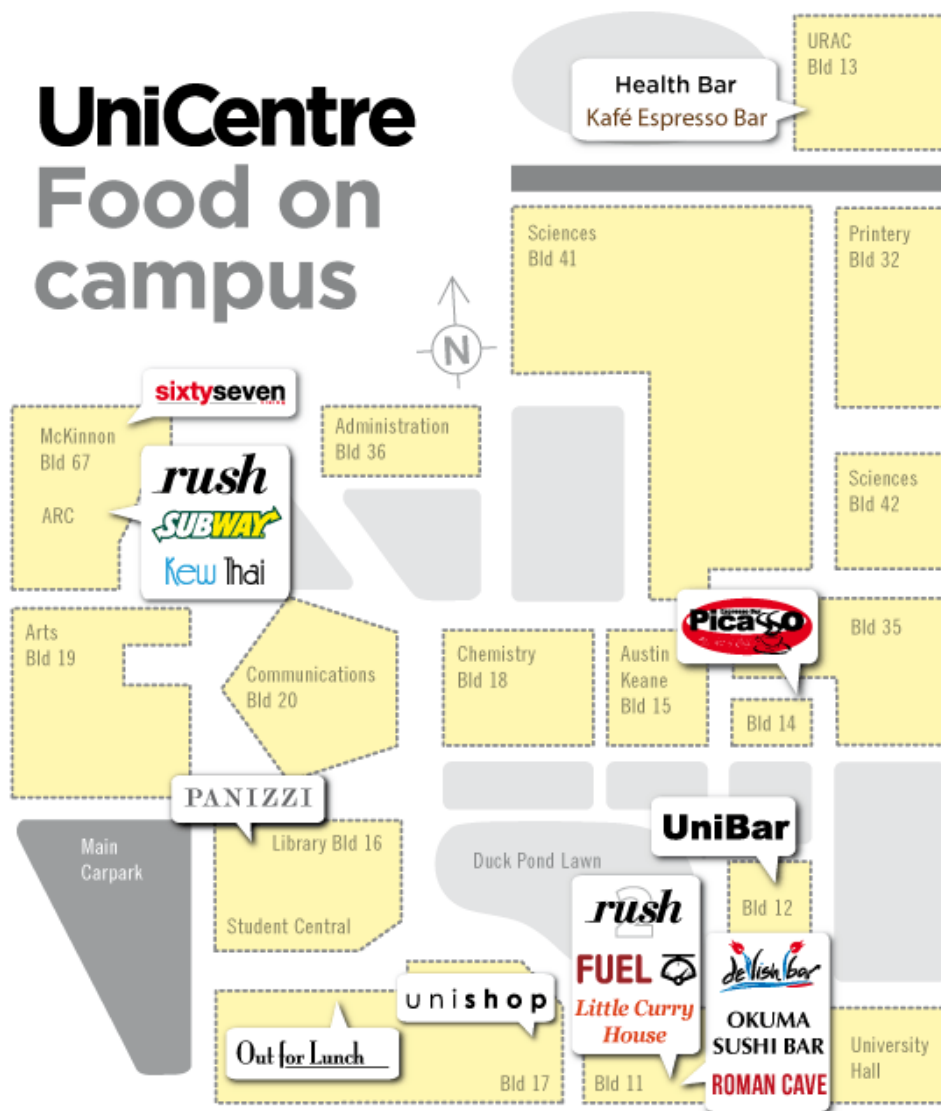 UniCentre
Food on
campus
URAC
Bld 13
Health Bar
Kafé Espresso Bar
Sciences
Bld 41
Printery
Bld 32
N
sixtyseven
McKinnon
Bld 67
ARC
rush
SUBWAY
Kew Thai
Administration
Bld 36
Sciences
Bld 42
Arts
Bld 19
Communications
Bld 20
Chemistry
Bld 18
Austin
Keane
Bld 15
Picasso
Bld 35
Bld 14
PANIZZI
Main
Carpark
Library Bld 16
Student Central
Duck Pond Lawn
UniBar
Bld 12
rush
2
FUEL
Little Curry
House
de Vish bar
OKUMA
SUSHI BAR
ROMAN CAVE
unishop
Out for Lunch
Bld 17
Bld 11
University
Hall